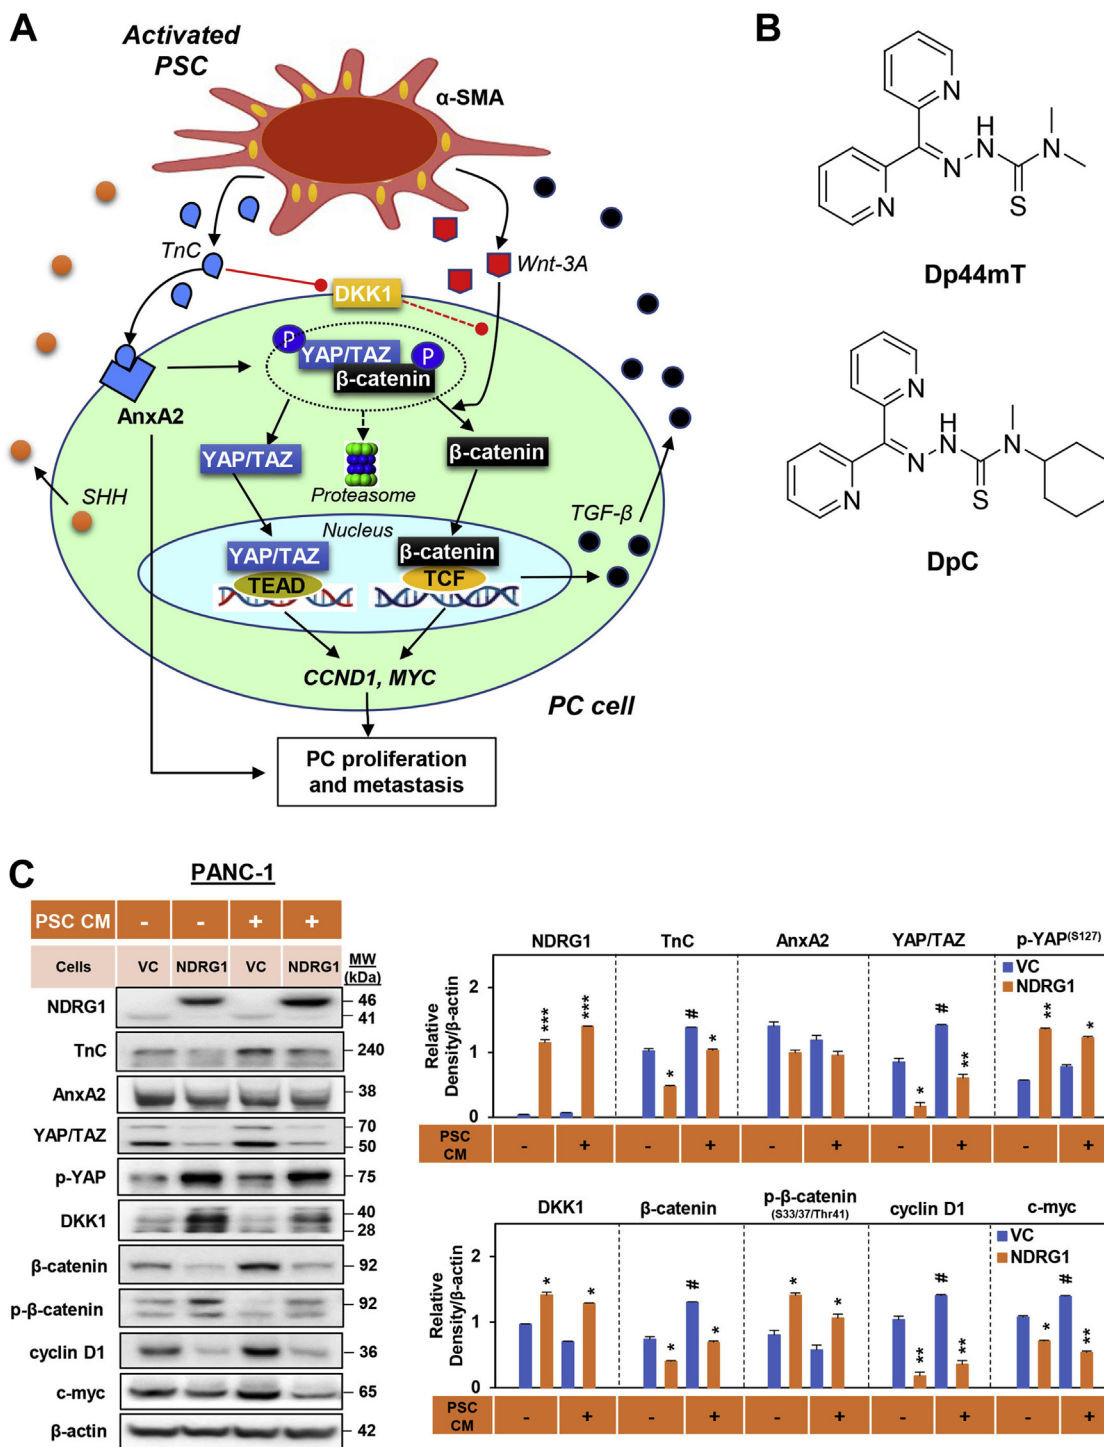 A
Activated
PSC
α-SMA
TnC
Wnt-3A
DKK1
P
YAP/TAZ
P
β-catenin
AnxA2
YAP/TAZ
β-catenin
Proteasome
SHH
TGF-β
Nucleus
YAP/TAZ
β-catenin
TEAD
TCF
CCND1, MYC
PC cell
PC proliferation
and metastasis
B
N
N
N
H
N
N
S
Dp44mT
N
N
N
H
N
N
S
DpC
C
PANC-1
PSC CM - - + +
Cells VC NDRG1 VC NDRG1
MW
(kDa)
NDRG1 46
41
TnC 240
AnxA2 38
YAP/TAZ 70
50
p-YAP 75
DKK1 40
28
β-catenin 92
p-β-catenin 92
cyclin D1 36
c-myc 65
β-actin 42
NDRG1 TnC AnxA2 YAP/TAZ p-YAP(S127)
VC
NDRG1
Relative
Density/β-actin
2
1
0
*** *** * # * * # ** ** *
PSC
CM
- + - + - + - + - +
DKK1 β-catenin p-β-catenin cyclin D1 c-myc
(S33/37/Thr41)
VC
NDRG1
Relative
Density/β-actin
2
1
0
* * * # * * * ** # ** * # **
PSC
CM
- + - + - + - + - +